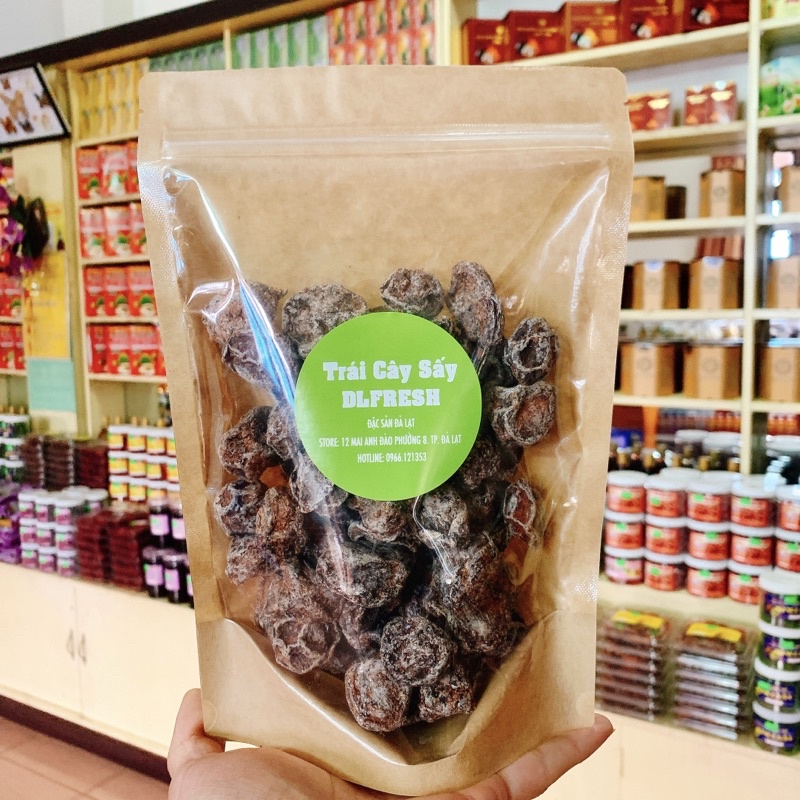 Trái Cây Sấy
DLFRESH
ĐẶC SẢN ĐÀ LẠT
STORE: 12 MAI ANH ĐÀO PHƯỜNG 8. TP. ĐÀ LẠT
HOTLINE: 0966.121353